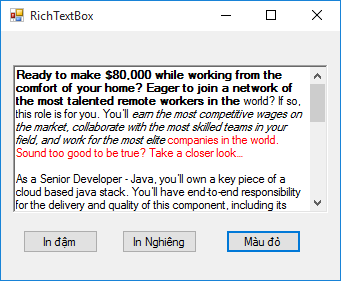 RichTextBox
Ready to make $80,000 while working from the
comfort of your home? Eager to join a network of
the most talented remote workers in the world? If so,
this role is for you. You'll earn the most competitive wages on
the market, collaborate with the most skilled teams in your
field, and work for the most elite companies in the world.
Sound too good to be true? Take a closer look...
As a Senior Developer - Java, you'll own a key piece of a
cloud based java stack. You'll have end-to-end responsibility
for the delivery and quality of this component, including its
In đậm
In Nghiêng
Màu đỏ